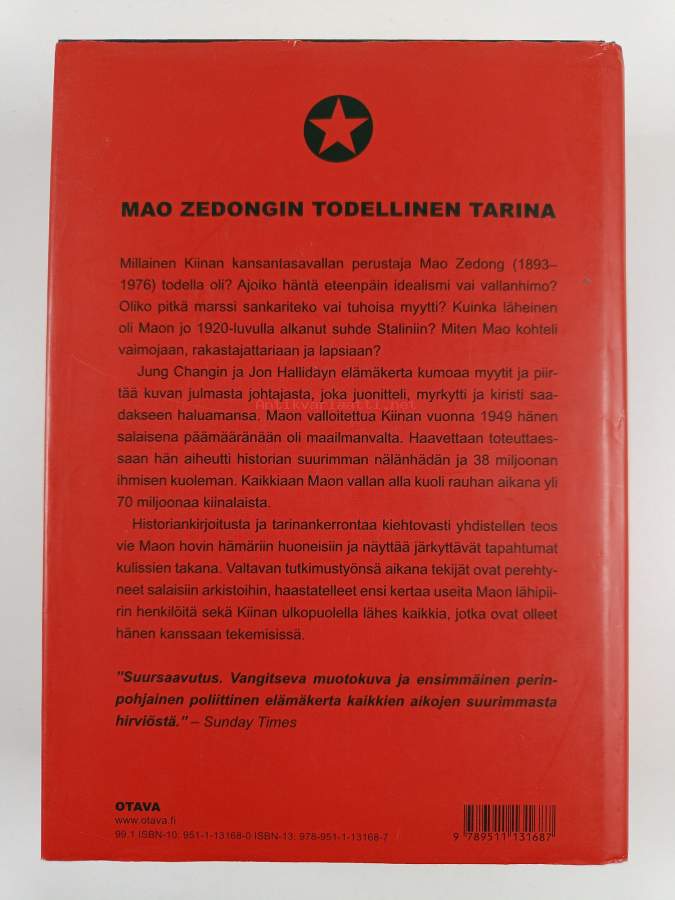 MAO ZEDONGIN TODELLINEN TARINA
Millainen Kiinan kansantasavallan perustaja Mao Zedong (1893–
1976) todella oli? Ajoiko häntä eteenpäin idealismi vai vallanhimo?
Oliko pitkä marssi sankariteko vai tuhoisa myytti? Kuinka läheinen
oli Maon jo 1920-luvulla alkanut suhde Staliniin? Miten Mao kohteli
vaimojaan, rakastajattariaan ja lapsiaan?
Jung Changin ja Jon Hallidayn elämäkerta kumoaa myytit ja piir-
tää kuvan julmasta johtajasta, joka juonitteli, myrkytti ja kiristi saa-
dakseen haluamansa. Maon valloitettua Kiinan vuonna 1949 hänen
Antikvariaatti.net
salaisena päämääränään oli maailmanvalta. Haavettaan toteuttaes-
saan hän aiheutti historian suurimman nälänhädän ja 38 miljoonan
ihmisen kuoleman. Kaikkiaan Maon vallan alla kuoli rauhan aikana yli
70 miljoonaa kiinalaista.
Historiankirjoitusta ja tarinankerrontaa kiehtovasti yhdistellen teos
vie Maon hovin hämäriin huoneisiin ja näyttää järkyttävät tapahtumat
kulissien takana. Valtavan tutkimustyönsä aikana tekijät ovat perehty-
neet salaisiin arkistoihin, haastatelleet ensi kertaa useita Maon lähipii-
rin henkilöitä sekä Kiinan ulkopuolella lähes kaikkia, jotka ovat olleet
hänen kanssaan tekemisissä.
"Suursaavutus. Vangitseva muotokuva ja ensimmäinen perin-
pohjainen poliittinen elämäkerta kaikkien aikojen suurimmasta
hirviöstä." – Sunday Times
OTAVA
www.otava.fi
99.1 ISBN-10: 951-1-13168-0 ISBN-13: 978-951-1-13168-7
9 789511 131687